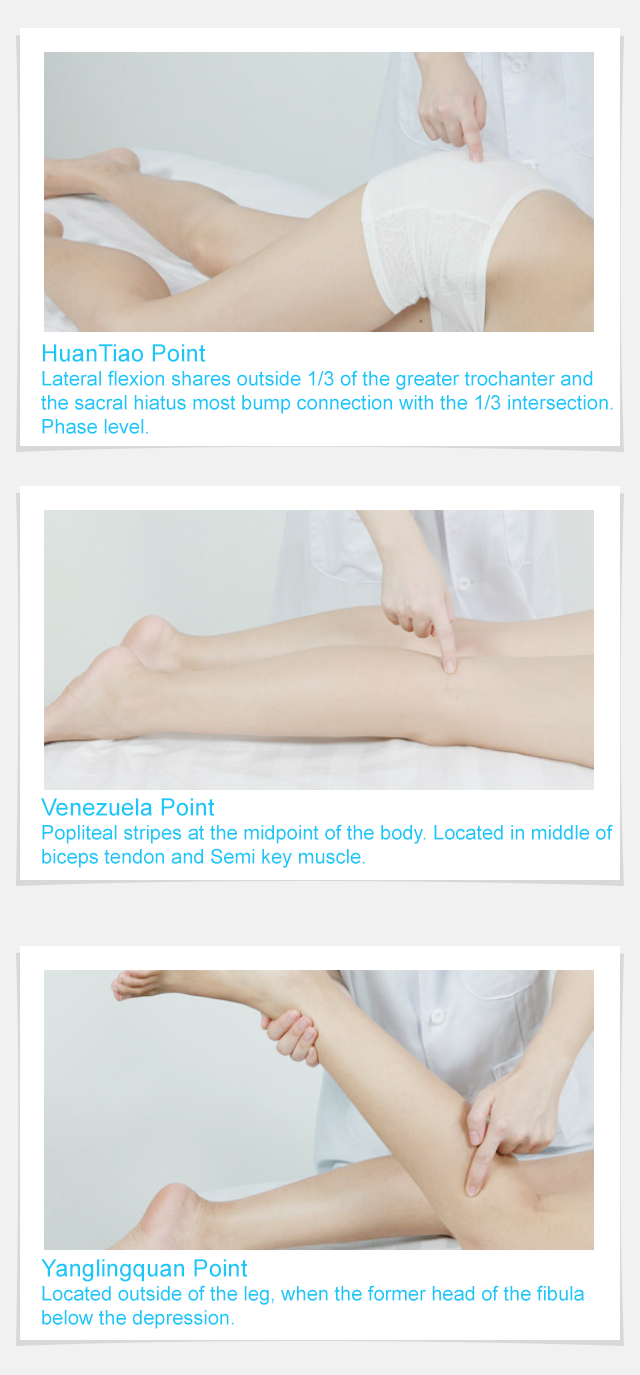 HuanTiao Point
Lateral flexion shares outside 1/3 of the greater trochanter and
the sacral hiatus most bump connection with the 1/3 intersection.
Phase level.
Venezuela Point
Popliteal stripes at the midpoint of the body. Located in middle of
biceps tendon and Semi key muscle.
Yanglingquan Point
Located outside of the leg, when the former head of the fibula
below the depression.